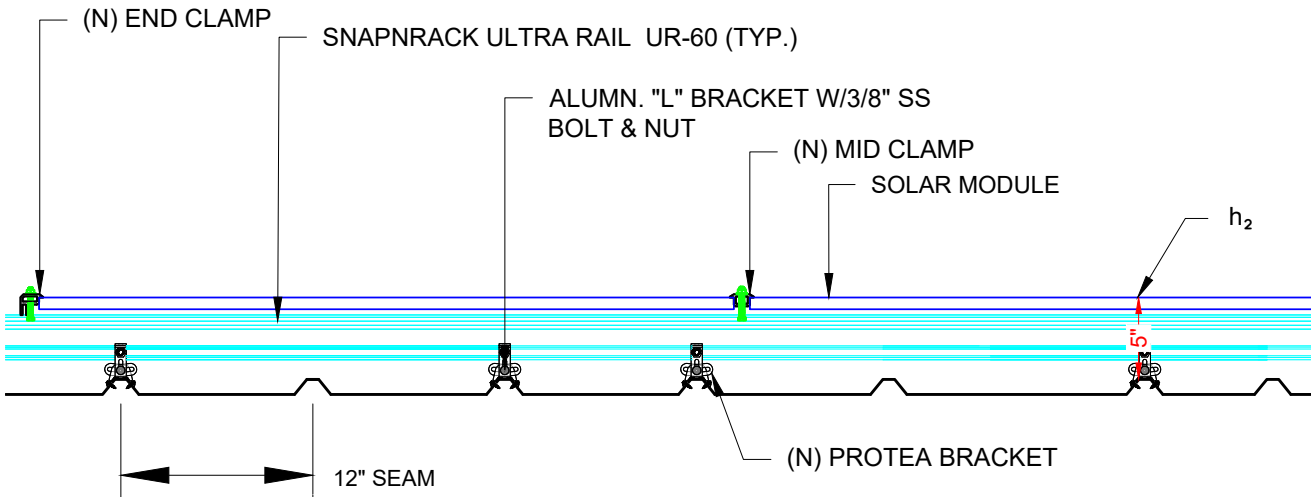 (N) END CLAMP
SNAPNRACK ULTRA RAIL  UR-60 (TYP.)
ALUMN. "L" BRACKET W/3/8" SS
BOLT & NUT
(N) MID CLAMP
SOLAR MODULE
h₂
5"
(N) PROTEA BRACKET
12" SEAM